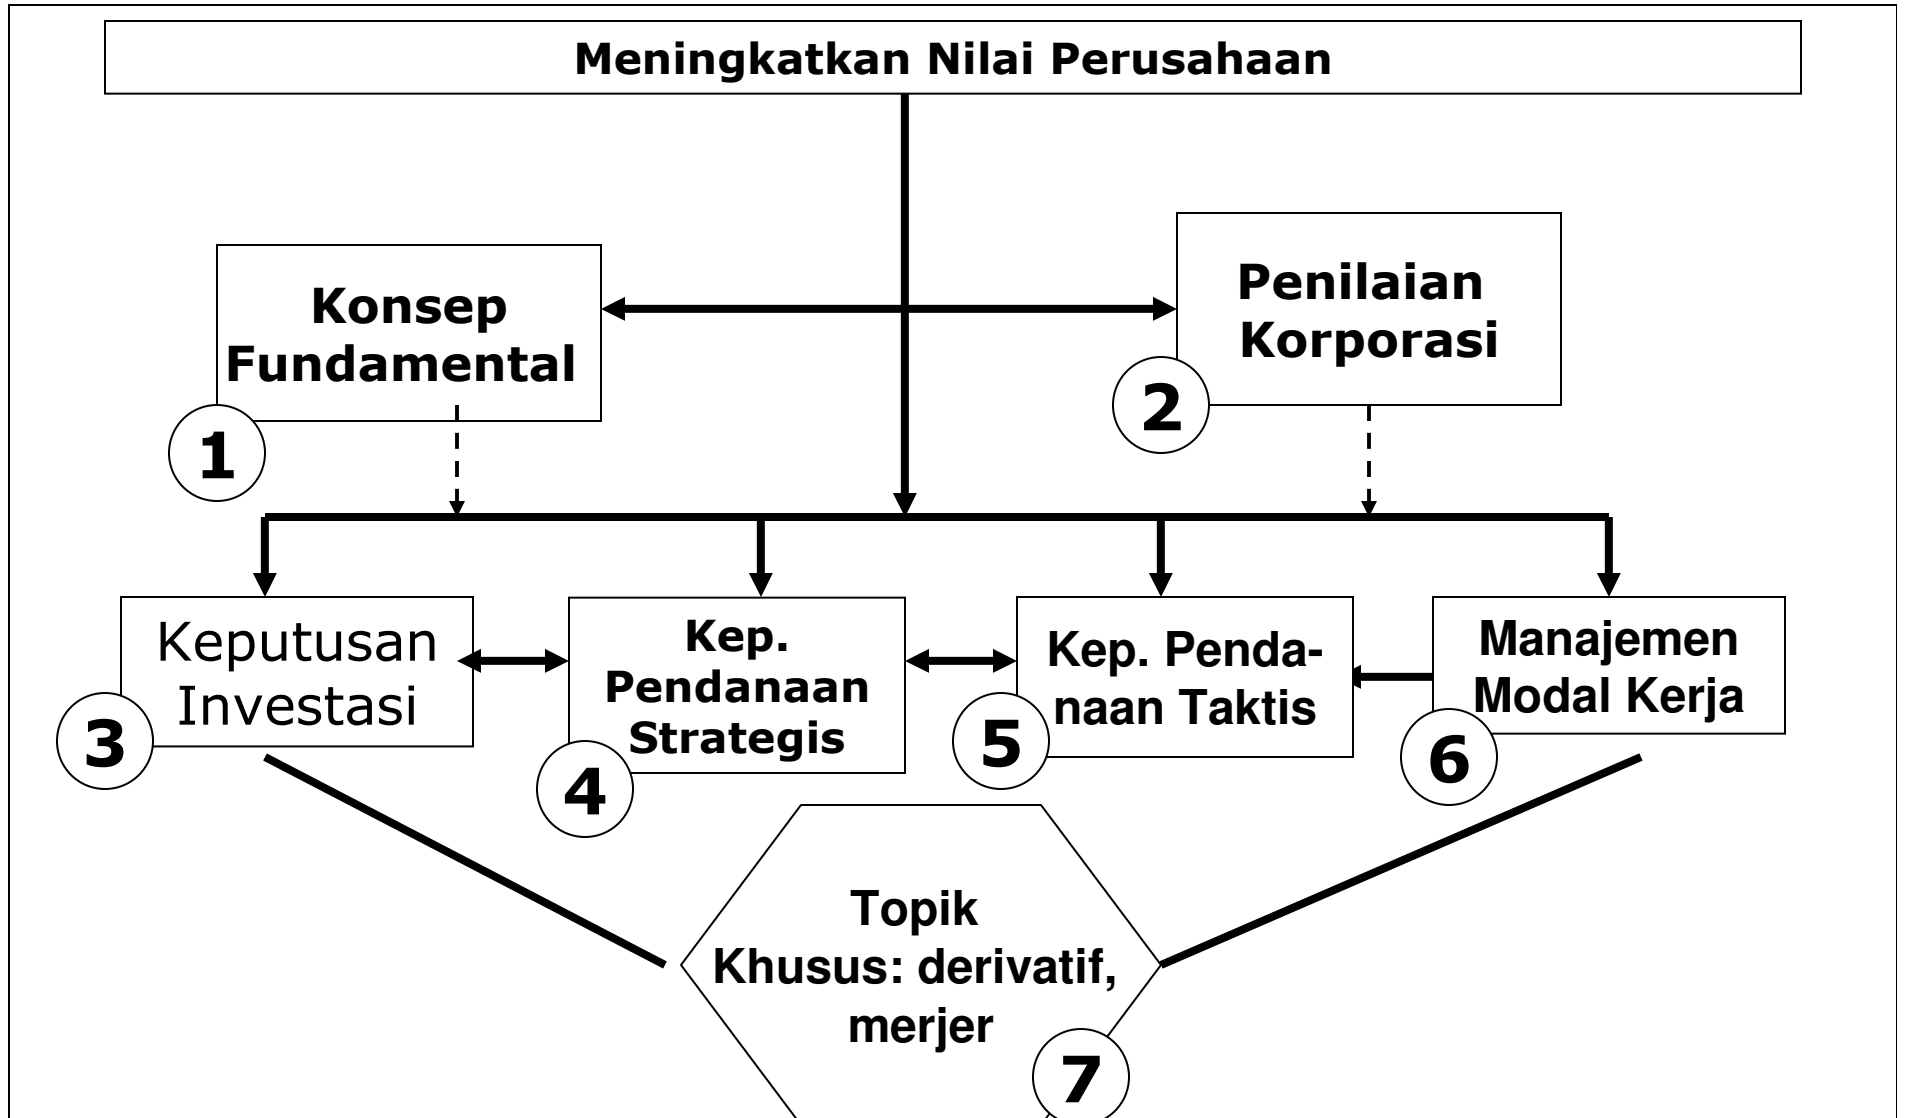 Meningkatkan Nilai Perusahaan
Konsep
Fundamental
1
Penilaian
Korporasi
2
Keputusan
Investasi
3
Kep.
Pendanaan
Strategis
4
Kep. Penda-
naan Taktis
5
Manajemen
Modal Kerja
6
Topik
Khusus: derivatif,
merjer
7